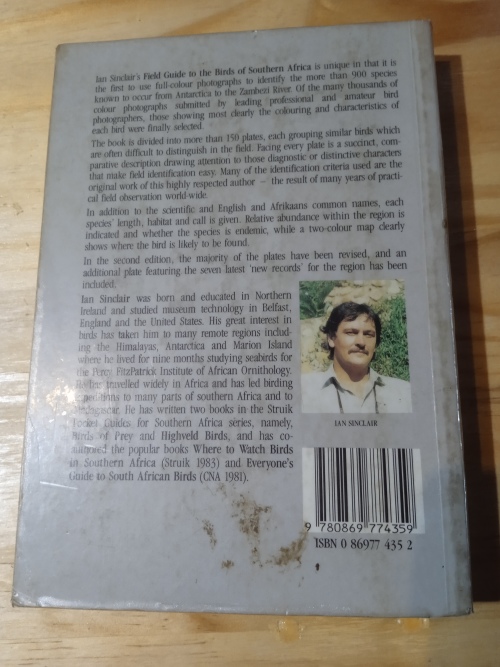 Ian Sinclair's Field Guide to the Birds of Southern Africa is unique in that it is
the first to use full-colour photographs to identify the more than 900 species
known to occur from Antarctica to the Zambezi River. Of the many thousands of
colour photographs submitted by leading professional and amateur bird
photographers, those showing most clearly the colouring and characteristics of
each bird were finally selected.
The book is divided into more than 150 plates, each grouping similar birds which
are often difficult to distinguish in the field. Facing every plate is a succinct, com-
parative description drawing attention to those diagnostic or distinctive characters
that make field identification easy. Many of the identification criteria used are the
original work of this highly respected author — the result of many years of practi-
cal field observation world-wide.
In addition to the scientific and English and Afrikaans common names, each
species' length, habitat and call is given. Relative abundance within the region is
indicated and whether the species is endemic, while a two-colour map clearly
shows where the bird is likely to be found.
In the second edition, the majority of the plates have been revised, and an
additional plate featuring the seven latest 'new records' for the region has been
included.
Ian Sinclair was born and educated in Northern
Ireland and studied museum technology in Belfast,
England and the United States. His great interest in
birds has taken him to many remote regions includ-
ing the Himalayas, Antarctica and Marion Island
where he lived for nine months studying seabirds for
the Percy FitzPatrick Institute of African Ornithology.
travelled widely in Africa and has led birding
to many parts of southern Africa and to
Madagascar. He has written two books in the Struik
Pocket Guides for Southern Africa series, namely,
Birds of Prey and Highveld Birds, and has co-
authored the popular books Where to Watch Birds
in Southern Africa (Struik 1983) and Everyone's
Guide to South African Birds (CNA 1981).
IAN SINCLAIR
9 780869 774359
ISBN 0 86977 435 2